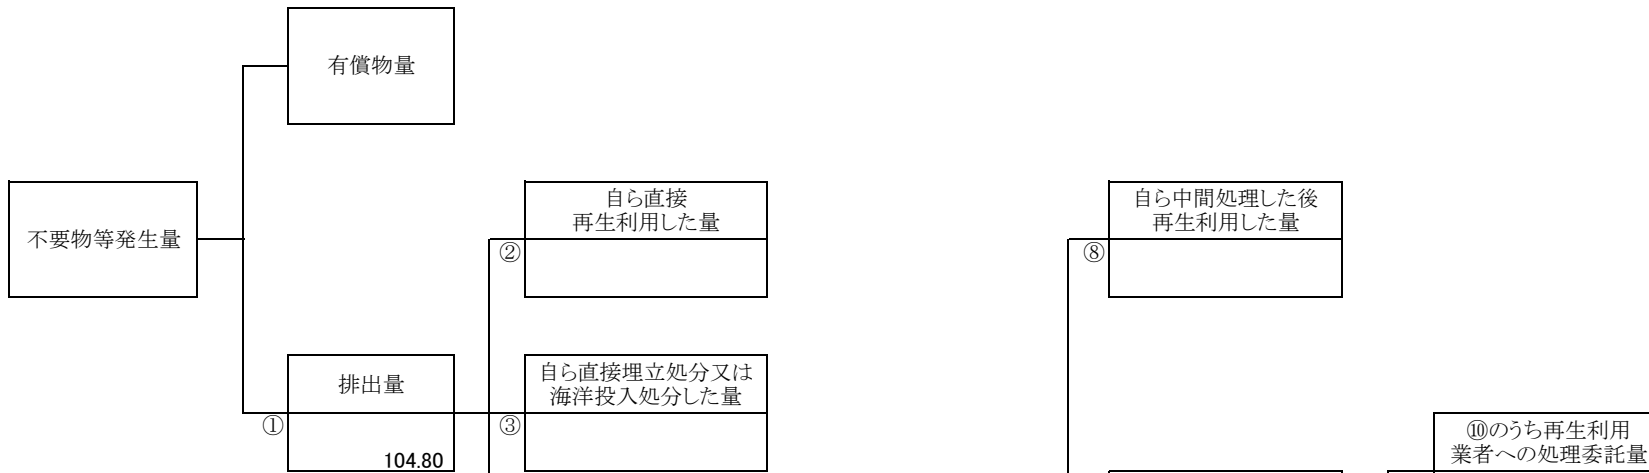 有償物量
不要物等発生量
自ら直接
再生利用した量
②
自ら中間処理した後
再生利用した量
⑧
排出量
①
104.80
自ら直接埋立処分又は
海洋投入処分した量
③
⑩のうち再生利用
業者への処理委託量